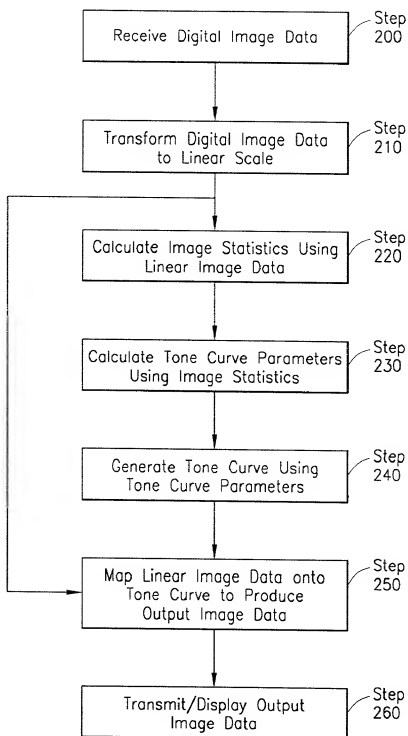 Receive Digital Image Data
Step
200
Transform Digital Image Data
to Linear Scale
Step
210
Calculate Image Statistics Using
Linear Image Data
Step
220
Calculate Tone Curve Parameters
Using Image Statistics
Step
230
Generate Tone Curve Using
Tone Curve Parameters
Step
240
Map Linear Image Data onto
Tone Curve to Produce
Output Image Data
Step
250
Transmit/Display Output
Image Data
Step
260